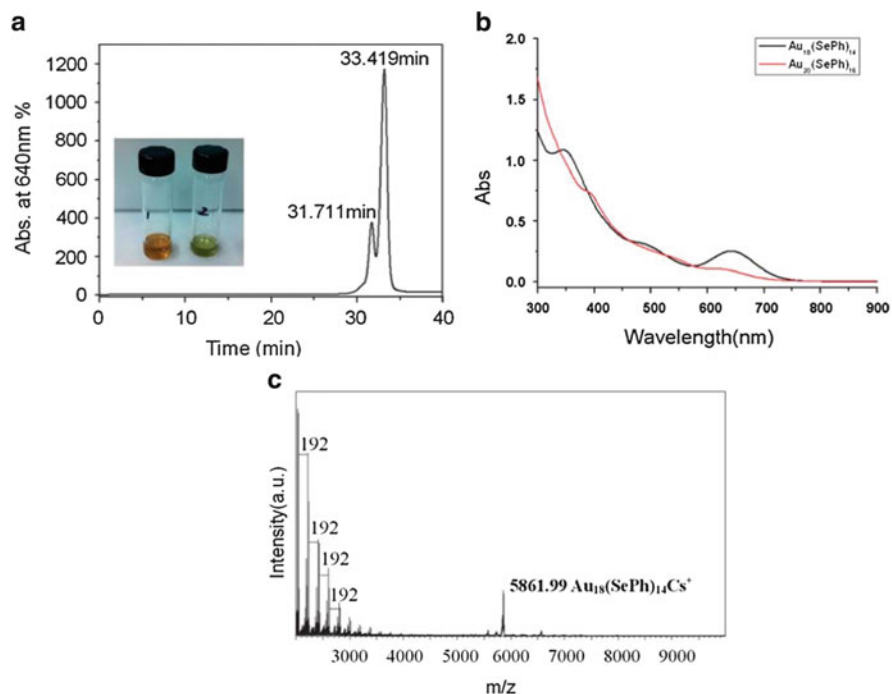 a
Abs. at 640nm %
1200
1000
800
600
400
200
0
33.419min
31.711min
0
10
20
30
40
Time (min)
b
Abs
2.0
1.5
1.0
0.5
0.0
Au₁₈(SePh)₁₄
Au₂₀(SePh)₁₆
300
400
500
600
700
800
900
Wavelength(nm)
c
Intensity(a.u.)
192
192
192
192
5861.99 Au₁₈(SePh)₁₄Cs⁺
3000
4000
5000
6000
7000
8000
9000
m/z